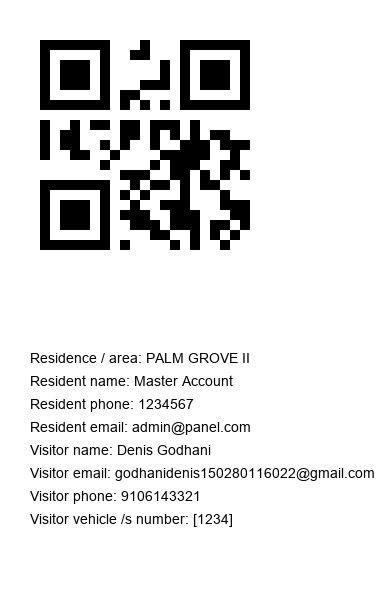 Residence / area: PALM GROVE II
Resident name: Master Account
Resident phone: 1234567
Resident email: admin@panel.com
Visitor name: Denis Godhani
Visitor email: godhanidenis150280116022@gmail.com
Visitor phone: 9106143321
Visitor vehicle /s number: [1234]